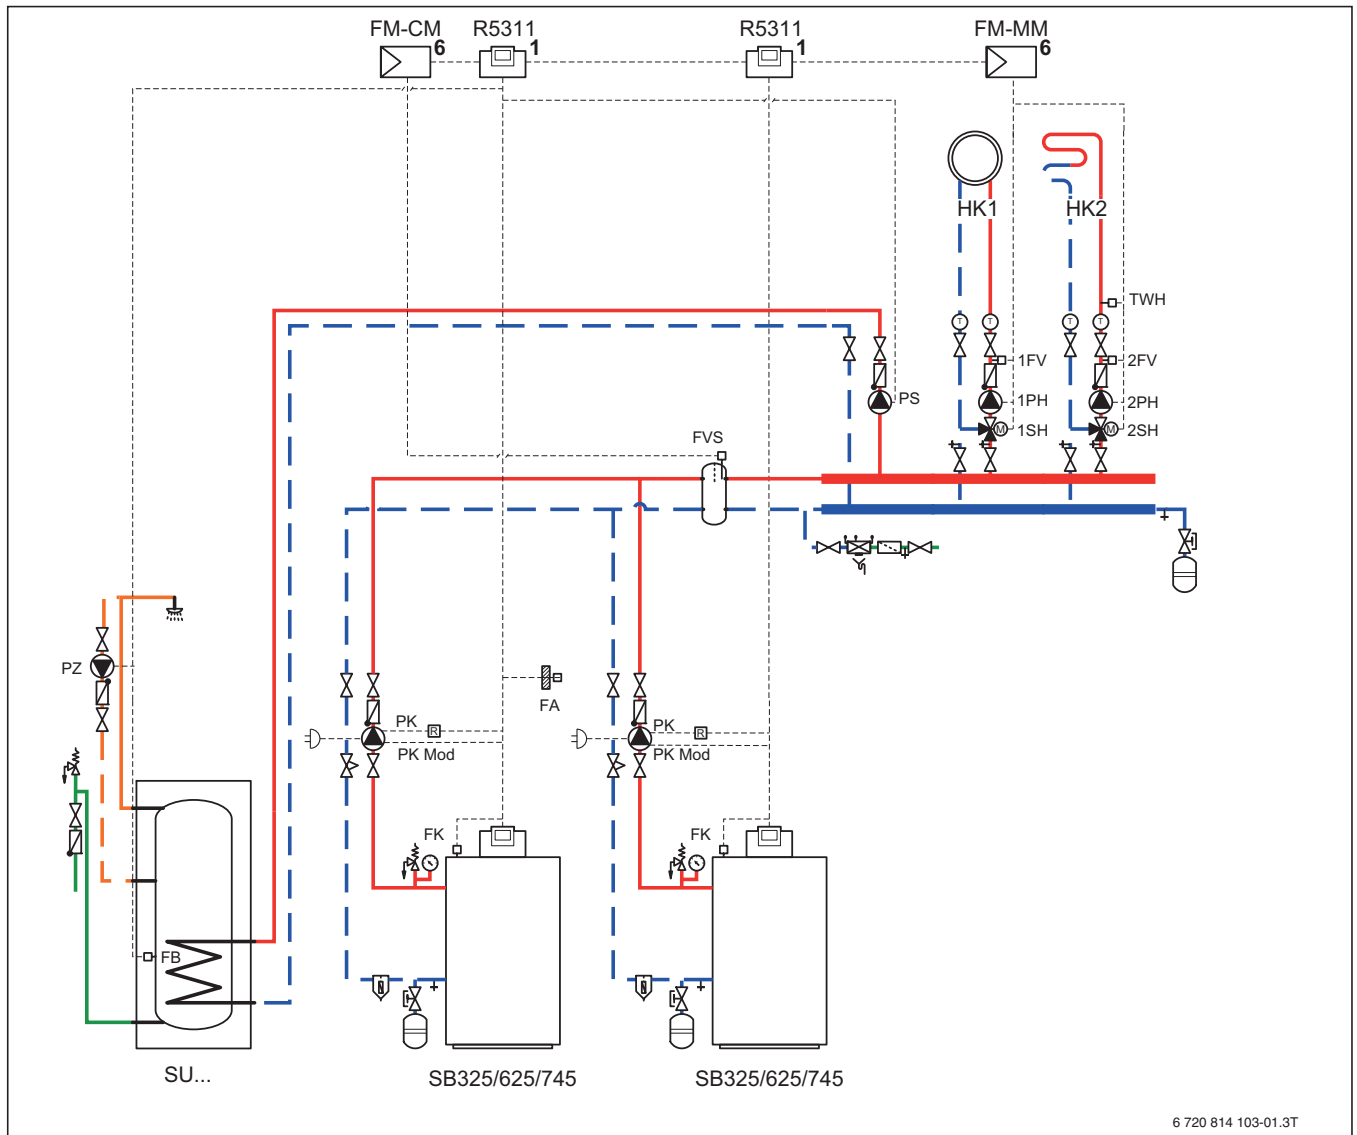 FM-CM R5311 R5311 FM-MM
6 1 1 6
HK1 HK2
TWH
T T T T
1FV 2FV
PS 1PH 2PH
M 1SH M 2SH
FVS
PZ
FA
PK R PK R
PK Mod PK Mod
FK FK
FB
SU...
SB325/625/745 SB325/625/745
6 720 814 103-01.3T